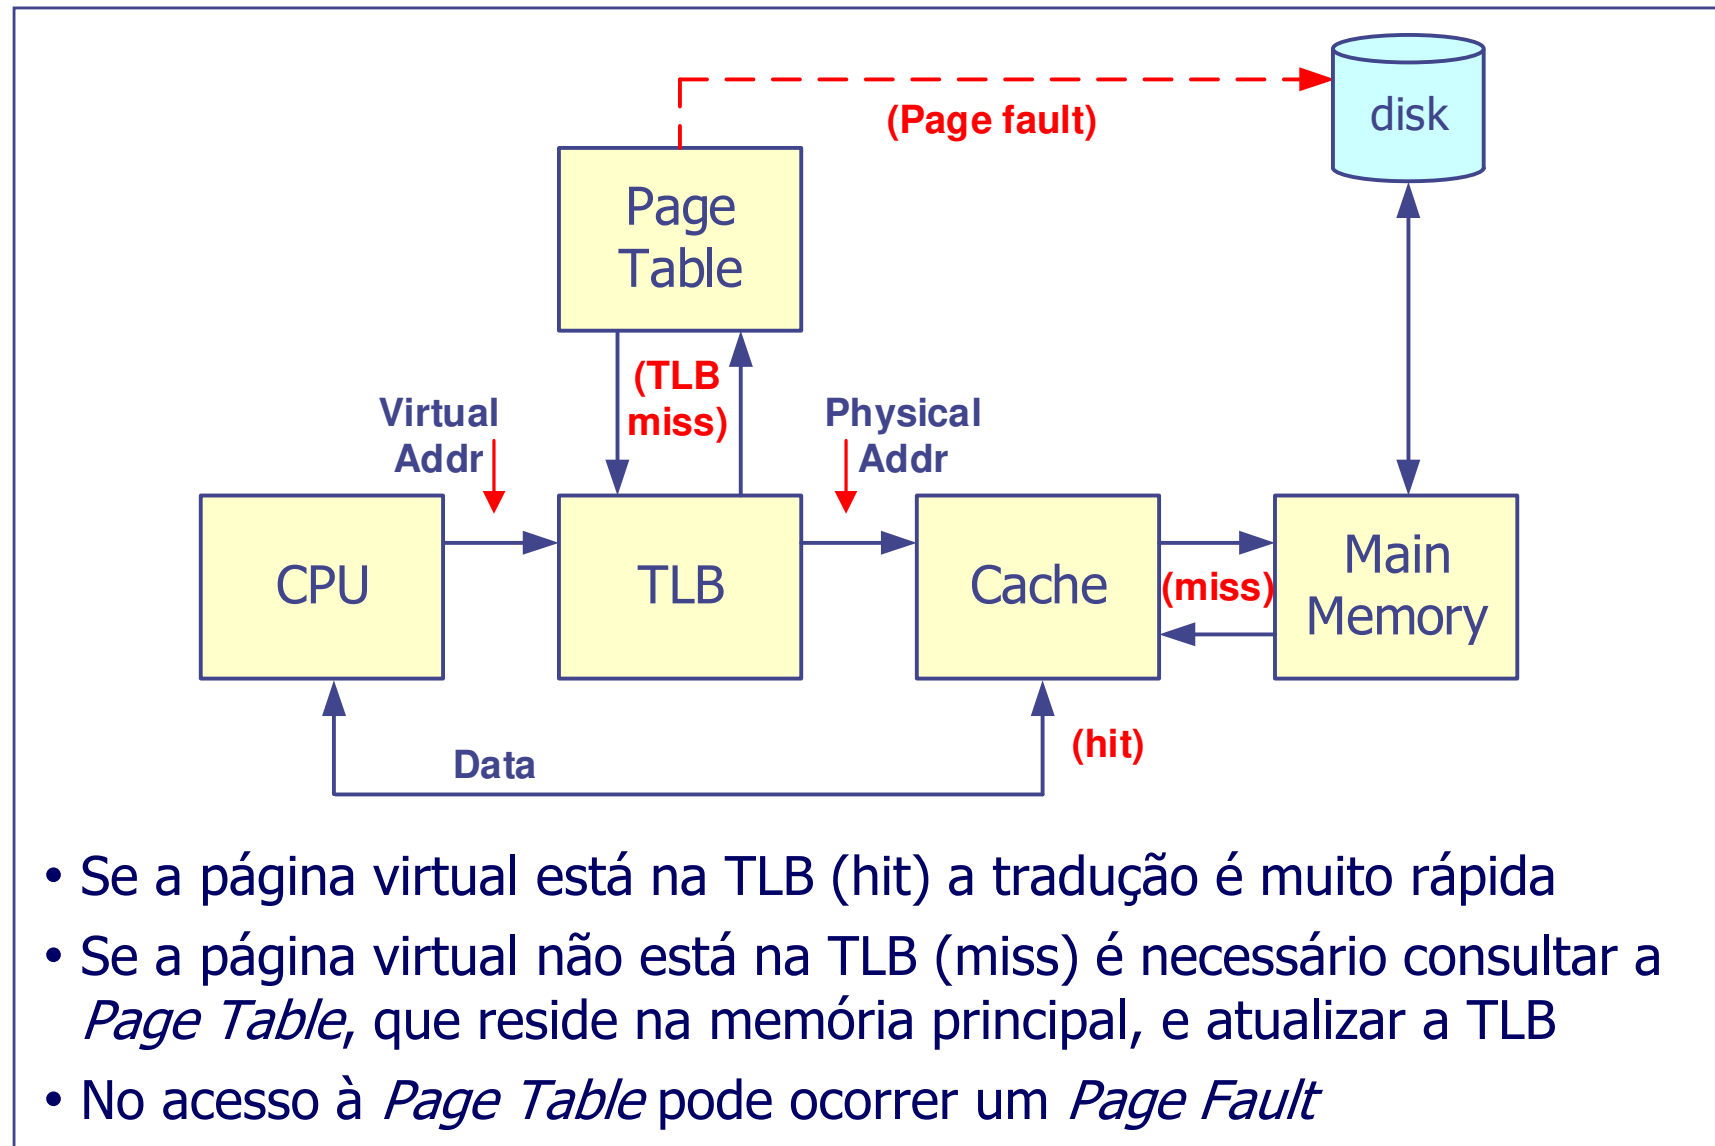 disk
(Page fault)
Page
Table
(TLB
miss)
Virtual
Addr
Physical
Addr
CPU
TLB
Cache
(miss)
Main
Memory
(hit)
Data
• Se a página virtual está na TLB (hit) a tradução é muito rápida
• Se a página virtual não está na TLB (miss) é necessário consultar a
Page Table, que reside na memória principal, e atualizar a TLB
• No acesso à Page Table pode ocorrer um Page Fault